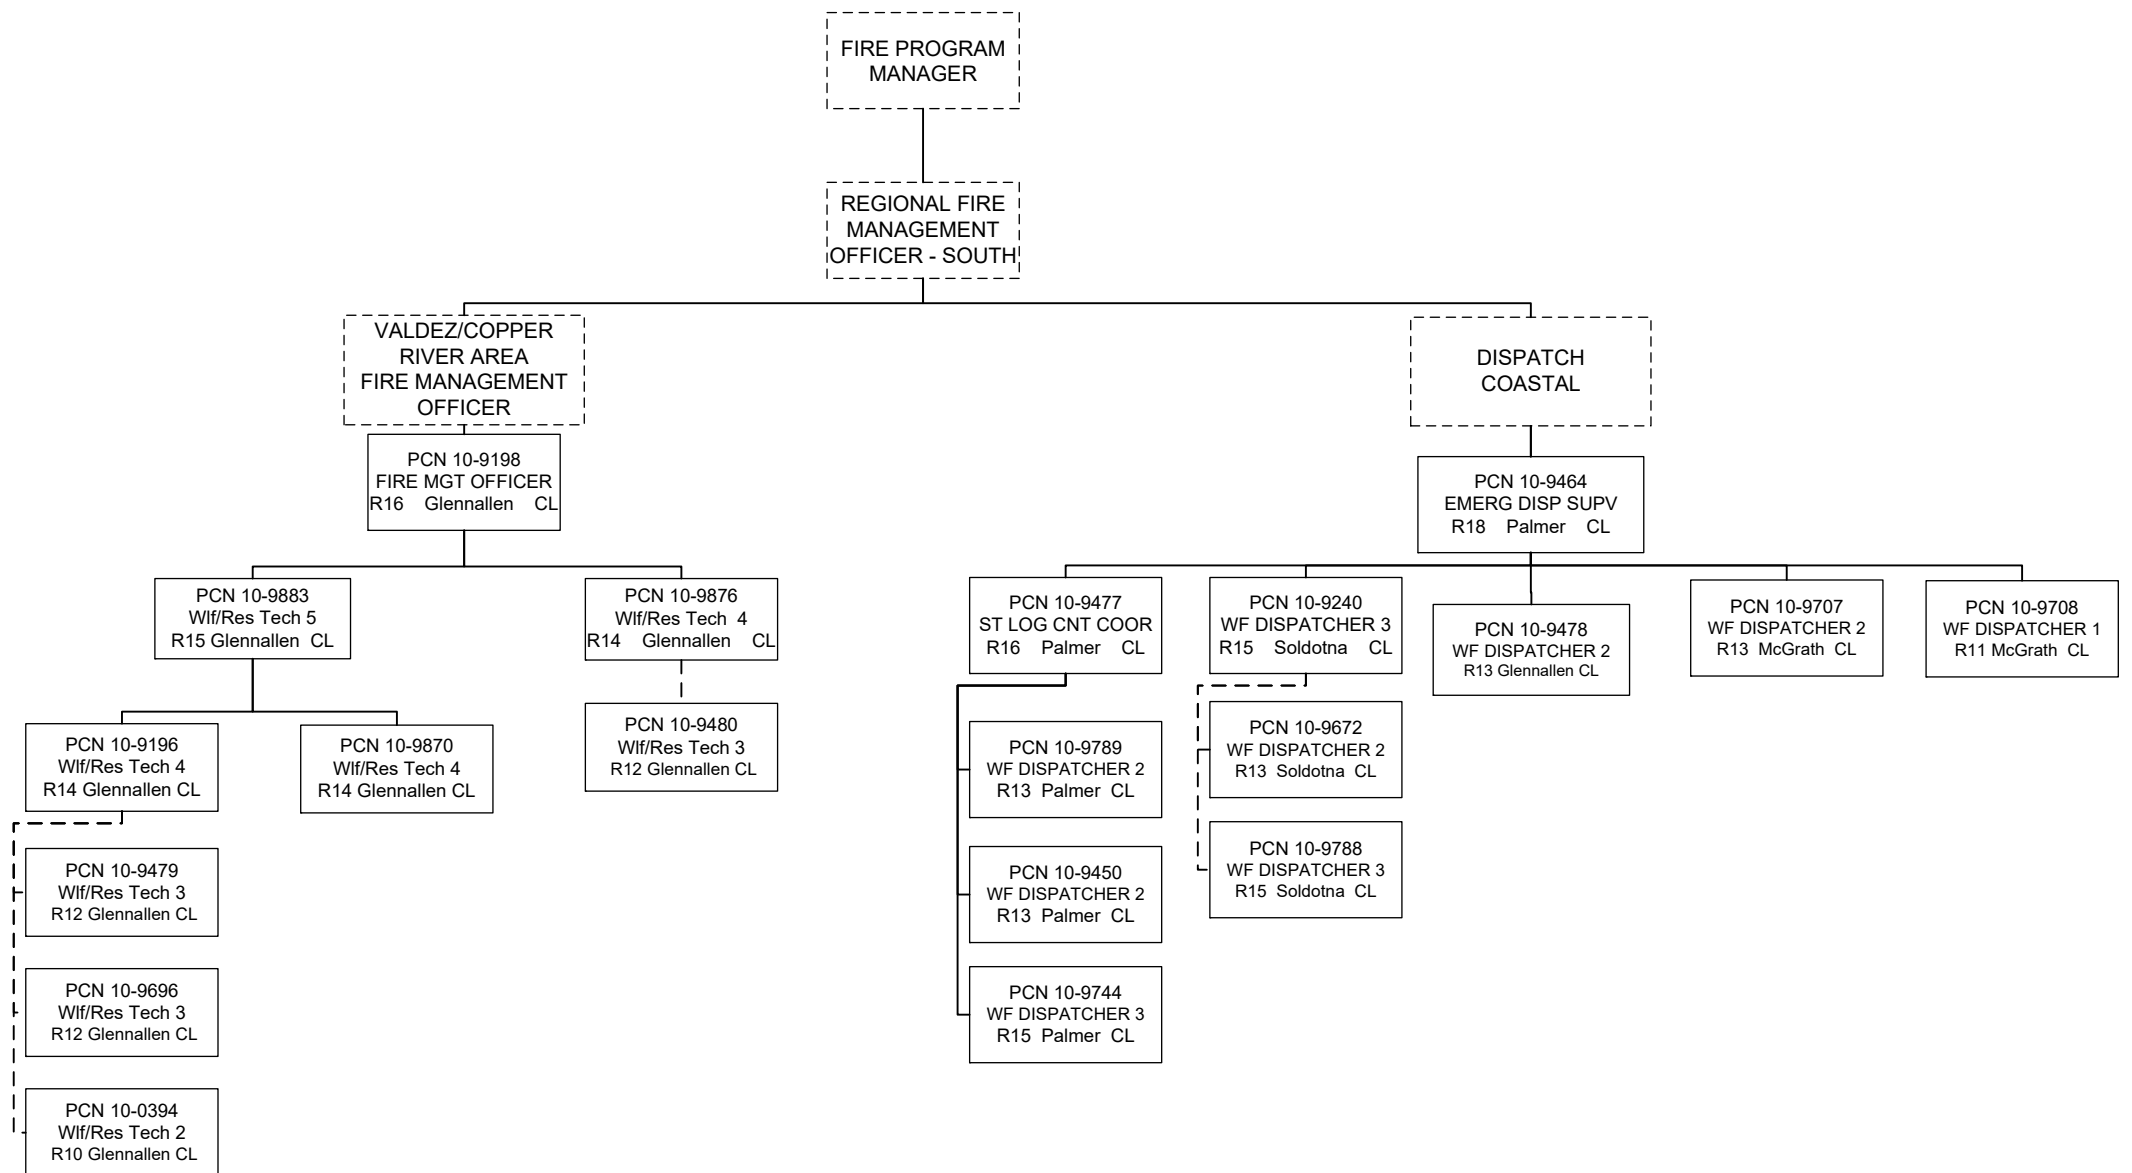 FIRE PROGRAM
MANAGER
REGIONAL FIRE
MANAGEMENT
OFFICER - SOUTH
VALDEZ/COPPER
RIVER AREA
FIRE MANAGEMENT
OFFICER
DISPATCH
COASTAL
PCN 10-9198
FIRE MGT OFFICER
R16 Glennallen CL
PCN 10-9464
EMERG DISP SUPV
R18 Palmer CL
PCN 10-9883
Wlf/Res Tech 5
R15 Glennallen CL
PCN 10-9876
Wlf/Res Tech 4
R14 Glennallen CL
PCN 10-9477
ST LOG CNT COOR
R16 Palmer CL
PCN 10-9240
WF DISPATCHER 3
R15 Soldotna CL
PCN 10-9478
WF DISPATCHER 2
R13 Glennallen CL
PCN 10-9707
WF DISPATCHER 2
R13 McGrath CL
PCN 10-9708
WF DISPATCHER 1
R11 McGrath CL
PCN 10-9196
Wlf/Res Tech 4
R14 Glennallen CL
PCN 10-9870
Wlf/Res Tech 4
R14 Glennallen CL
PCN 10-9480
Wlf/Res Tech 3
R12 Glennallen CL
PCN 10-9789
WF DISPATCHER 2
R13 Palmer CL
PCN 10-9672
WF DISPATCHER 2
R13 Soldotna CL
PCN 10-9479
Wlf/Res Tech 3
R12 Glennallen CL
PCN 10-9450
WF DISPATCHER 2
R13 Palmer CL
PCN 10-9788
WF DISPATCHER 3
R15 Soldotna CL
PCN 10-9696
Wlf/Res Tech 3
R12 Glennallen CL
PCN 10-9744
WF DISPATCHER 3
R15 Palmer CL
PCN 10-0394
Wlf/Res Tech 2
R10 Glennallen CL